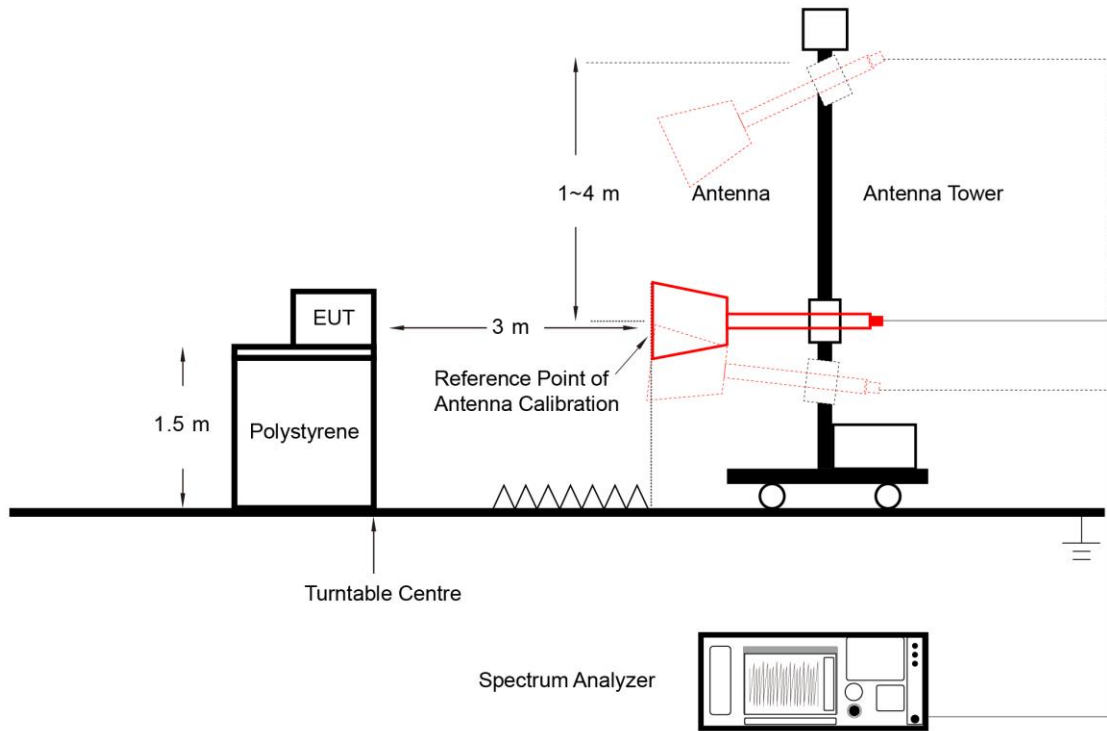 1~4 m
Antenna
Antenna Tower
EUT
3 m
Reference Point of
Antenna Calibration
1.5 m
Polystyrene
Turntable Centre
Spectrum Analyzer